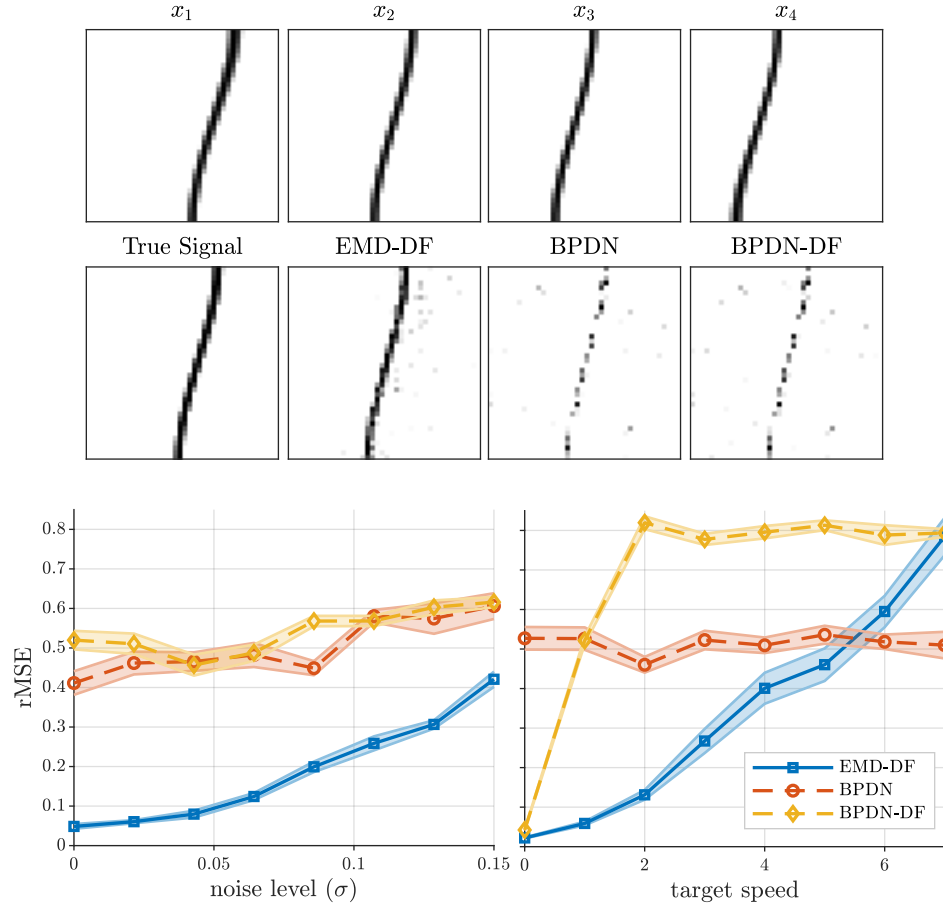 x₁ x₂ x₃ x₄
True Signal EMD-DF BPDN BPDN-DF
0.8
0.7
0.6
0.5
0.4
0.3
0.2
0.1
0
rMSE
0 0.05 0.1 0.15
noise level (σ)
EMD-DF
BPDN
BPDN-DF
0 2 4 6
target speed